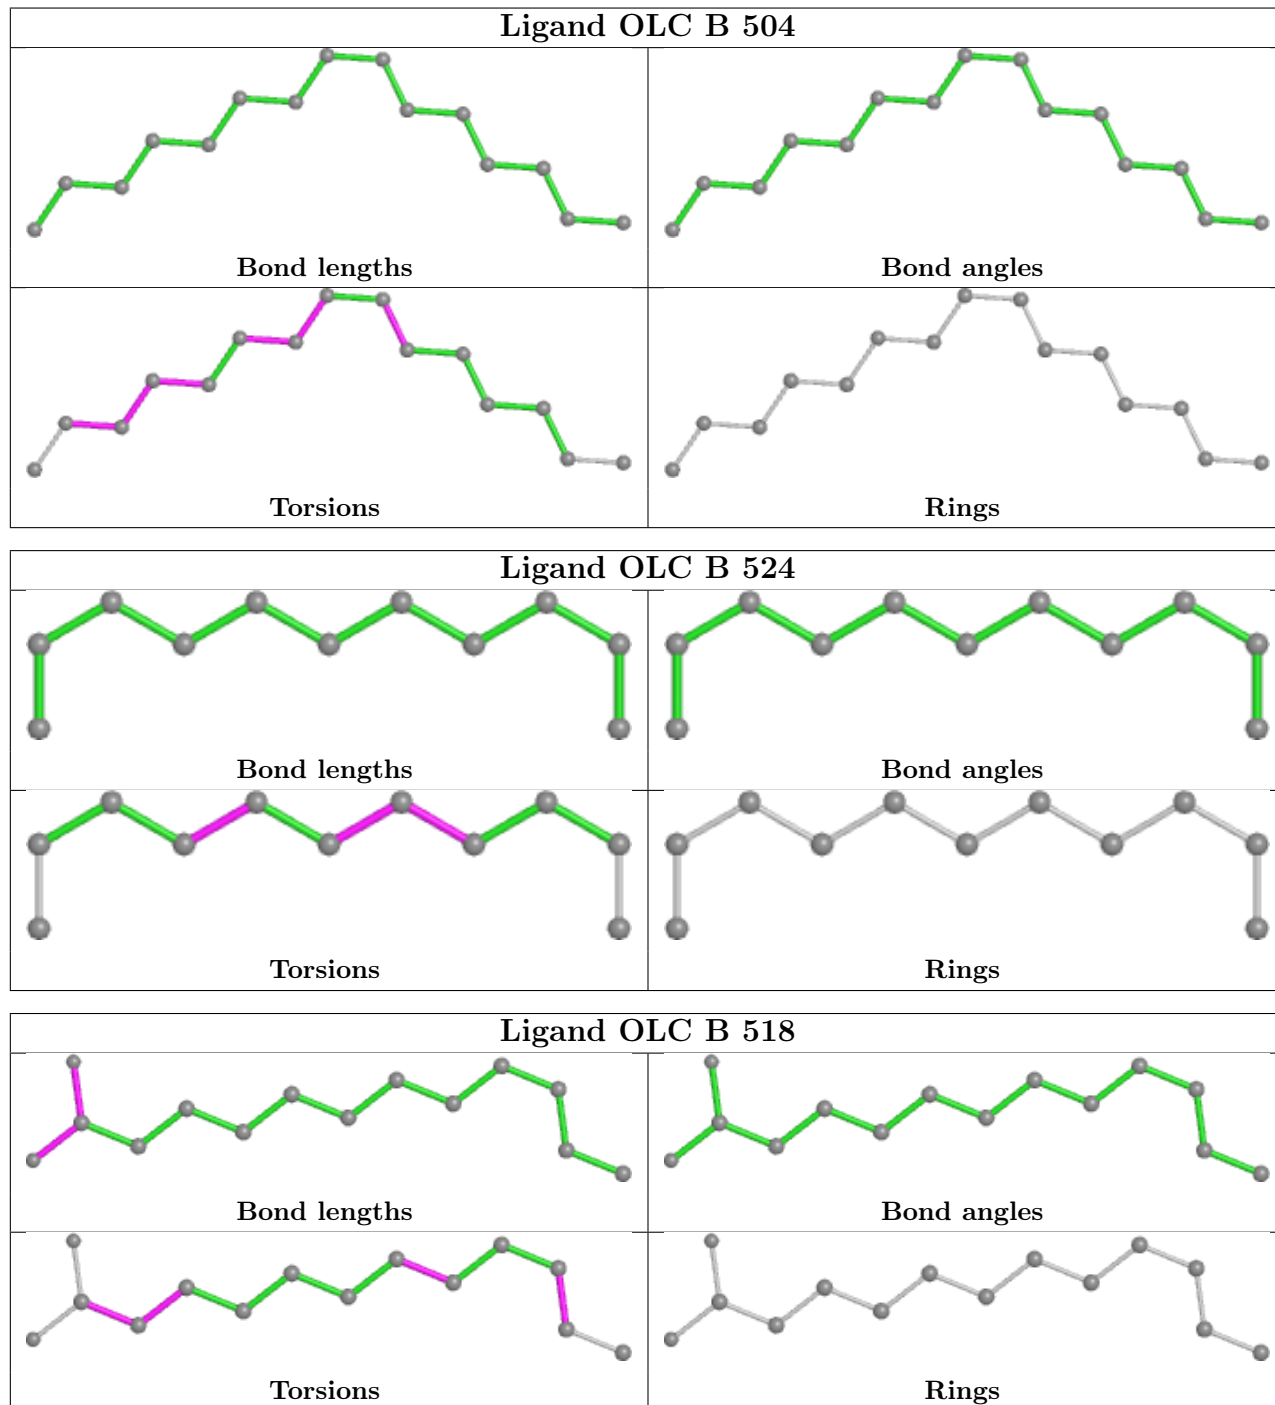 Ligand OLC B 504
Bond lengths
Bond angles
Torsions
Rings
Ligand OLC B 524
Bond lengths
Bond angles
Torsions
Rings
Ligand OLC B 518
Bond lengths
Bond angles
Torsions
Rings